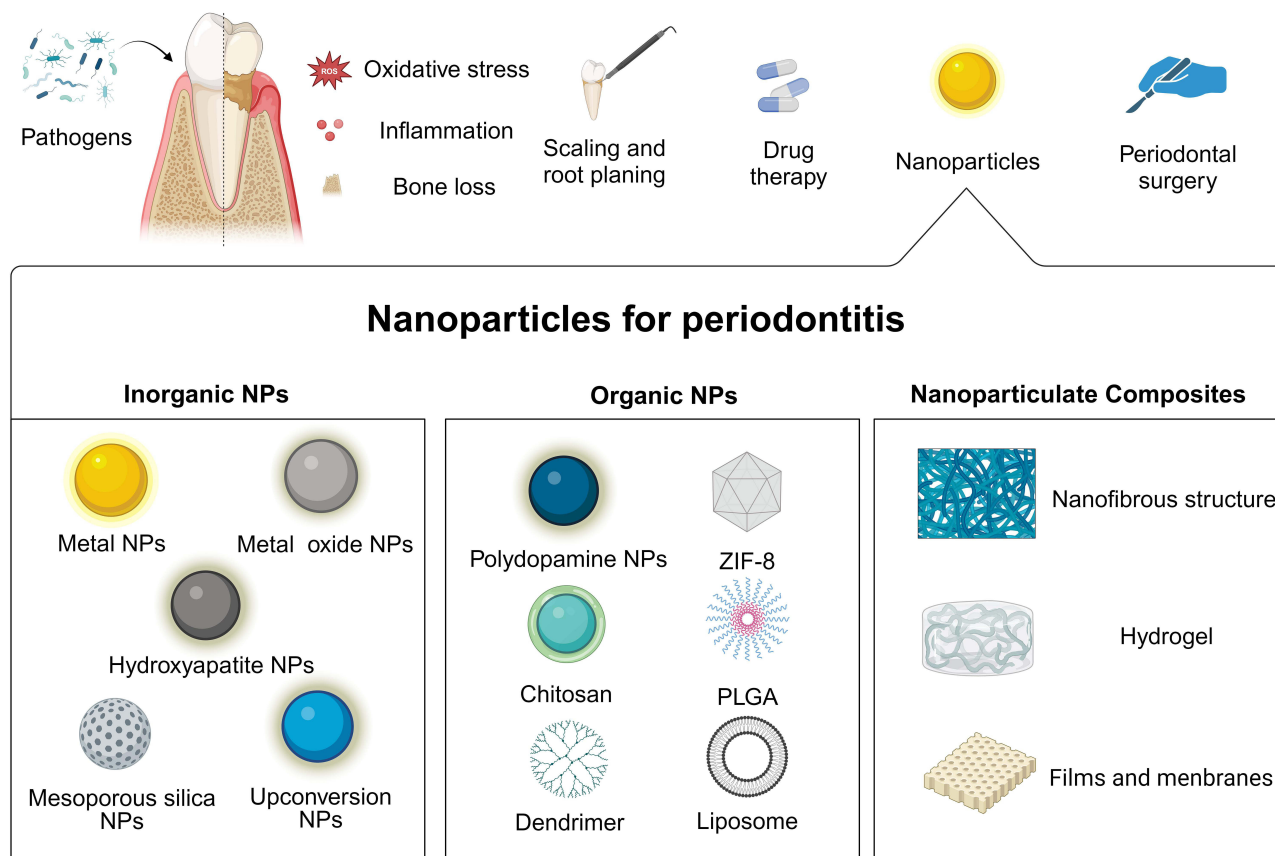 Pathogens
ROS
Oxidative stress
Inflammation
Bone loss
Scaling and
root planing
Drug
therapy
Nanoparticles
Periodontal
surgery
Nanoparticles for periodontitis
Inorganic NPs
Metal NPs
Metal oxide NPs
Hydroxyapatite NPs
Mesoporous silica
NPs
Upconversion
NPs
Organic NPs
Polydopamine NPs
ZIF-8
Chitosan
PLGA
Dendrimer
Liposome
Nanoparticulate Composites
Nanofibrous structure
Hydrogel
Films and menbranes